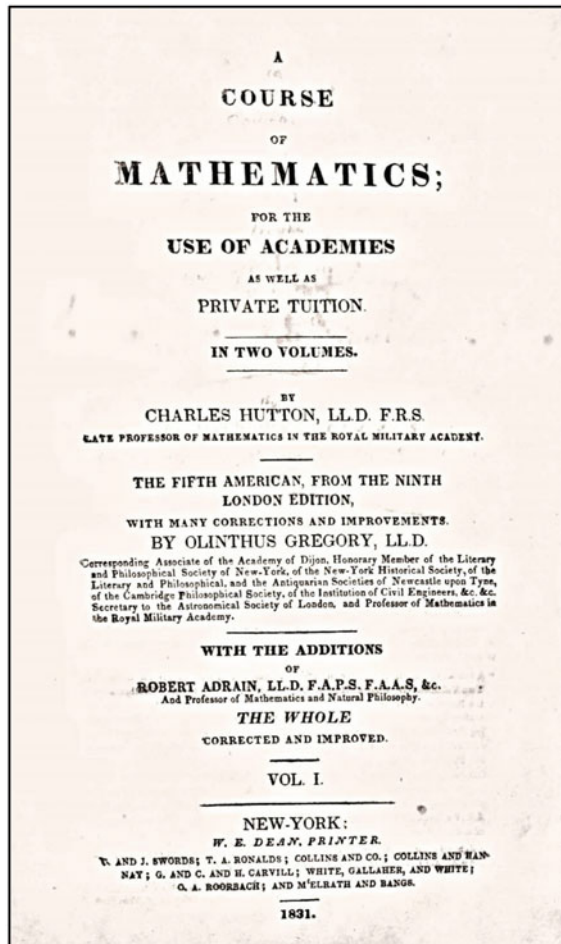 A
COURSE
OF
MATHEMATICS;
FOR THE
USE OF ACADEMIES
AS WELL AS
PRIVATE TUITION.
IN TWO VOLUMES.
BY
CHARLES HUTTON, LL.D. F.R.S.
LATE PROFESSOR OF MATHEMATICS IN THE ROYAL MILITARY ACADEMY.
THE FIFTH AMERICAN, FROM THE NINTH
LONDON EDITION,
WITH MANY CORRECTIONS AND IMPROVEMENTS.
BY OLINTHUS GREGORY, LL.D.
Corresponding Associate of the Academy of Dijon, Honorary Member of the Literary
and Philosophical Society of New-York, of the New-York Historical Society, of the
Literary and Philosophical, and the Antiquarian Societies of Newcastle upon Tyne,
of the Cambridge Philosophical Society, of the Institution of Civil Engineers, &c. &c.
Secretary to the Astronomical Society of London, and Professor of Mathematics in
the Royal Military Academy.
WITH THE ADDITIONS
OF
ROBERT ADRAIN, LL.D. F.A.P.S. F.A.A.S, &c.
And Professor of Mathematics and Natural Philosophy.
THE WHOLE
CORRECTED AND IMPROVED.
VOL. I.
NEW-YORK:
W. E. DEAN, PRINTER.
T. AND J. SWORDS; T. A. RONALDS; COLLINS AND CO.; COLLINS AND HAN-
NAY; G. AND C. AND H. CARVILL; WHITE, GALLAHER, AND WHITE;
O. A. ROORBACH; AND M'ELRATH AND BANGS.
1831.